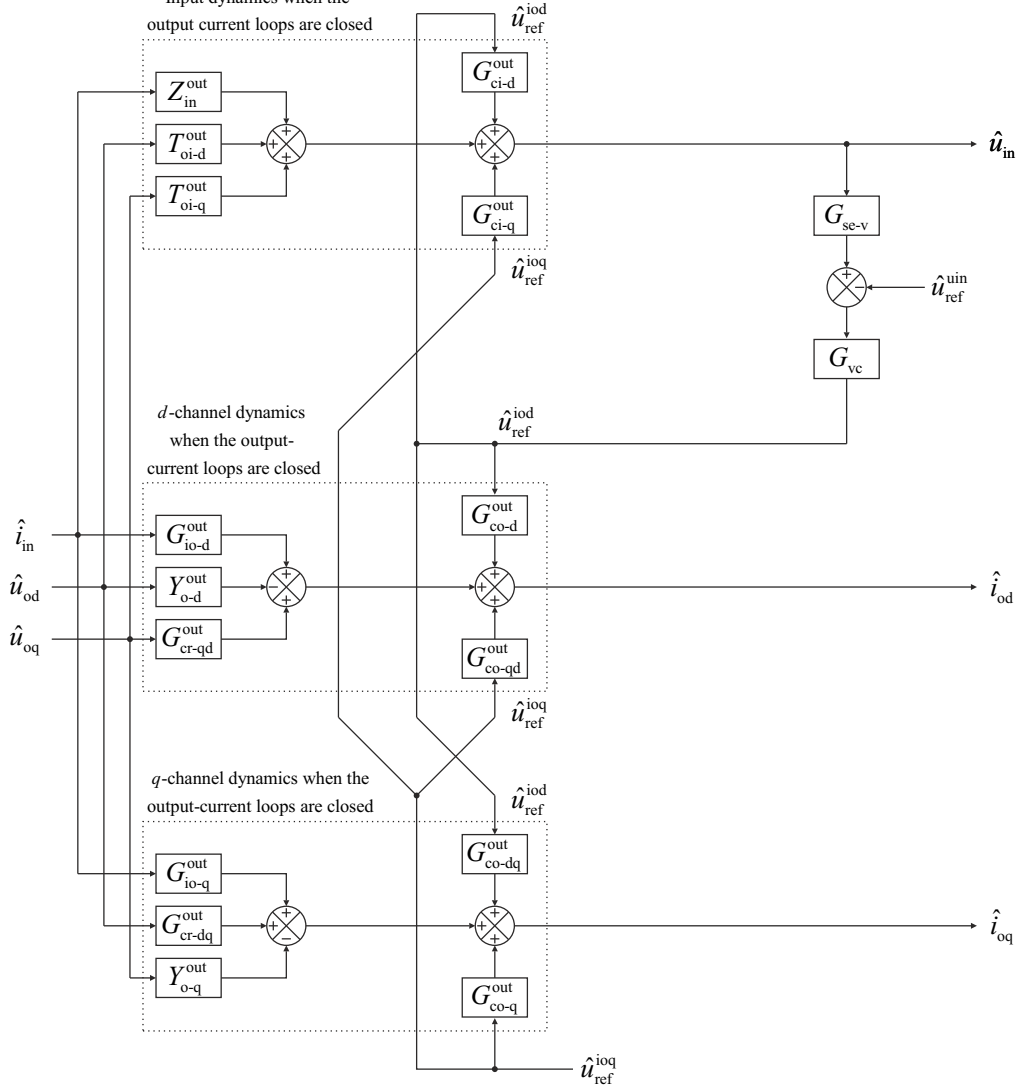 input dynamics when the
output current loops are closed
û_ref^iod
G_ci-d^out
Z_in^out
T_oi-d^out
T_oi-q^out
+
+
+
+
+
+
û_in
G_ci-q^out
G_se-v
û_ref^ioq
+
-
û_ref^uin
G_vc
d-channel dynamics
when the output-
current loops are closed
û_ref^iod
G_co-d^out
î_in
G_io-d^out
û_od
Y_o-d^out
+
-
+
+
+
+
î_od
û_oq
G_cr-qd^out
G_co-qd^out
û_ref^ioq
q-channel dynamics when the
output-current loops are closed
û_ref^iod
G_co-dq^out
G_io-q^out
G_cr-dq^out
+
+
-
+
+
+
î_oq
Y_o-q^out
G_co-q^out
û_ref^ioq